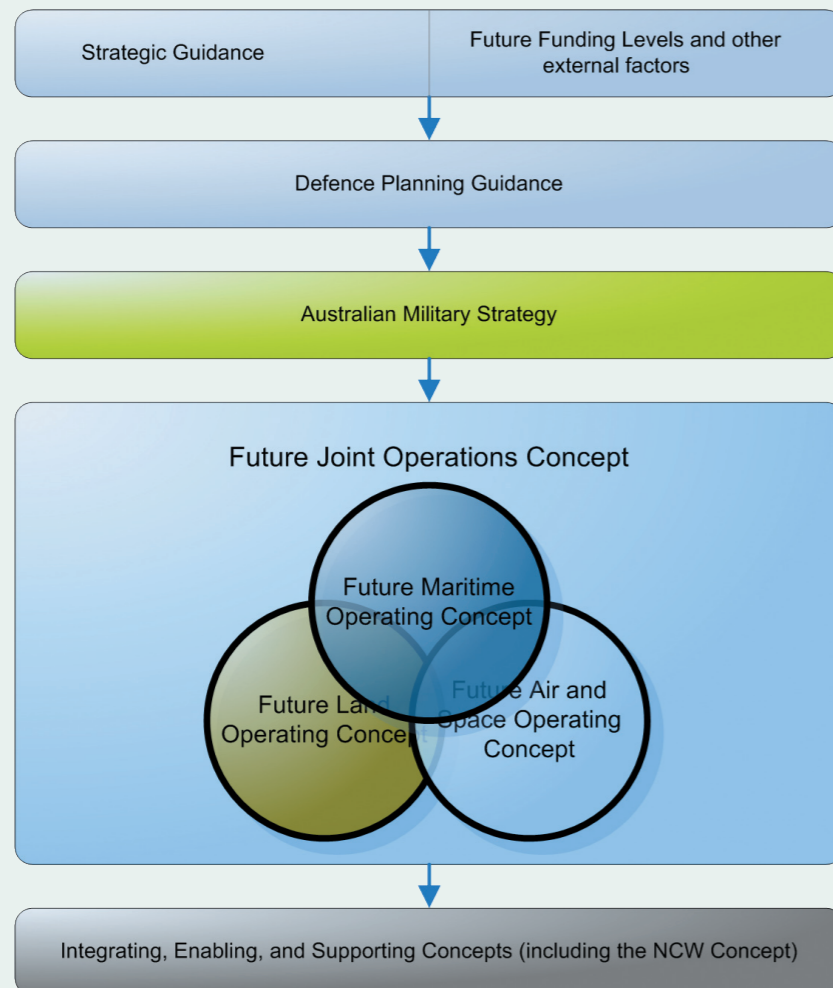 Strategic Guidance
Future Funding Levels and other
external factors
Defence Planning Guidance
Australian Military Strategy
Future Joint Operations Concept
Future Maritime
Operating Concept
Future Land
Operating Concept
Future Air and
Space Operating
Concept
Integrating, Enabling, and Supporting Concepts (including the NCW Concept)